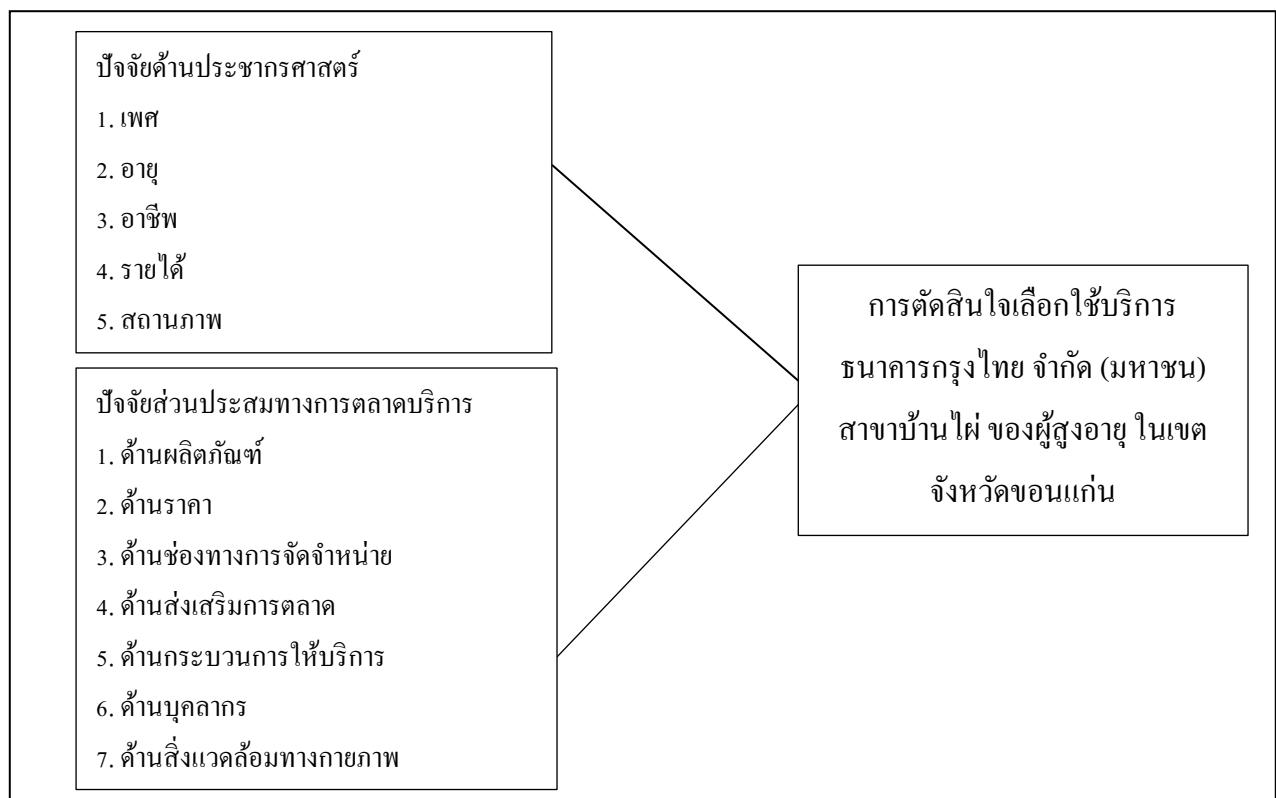 ปัจจัยด้านประชากรศาสตร์
1. เพศ
2. อายุ
3. อาชีพ
4. รายได้
5. สถานภาพ
ปัจจัยส่วนประสมทางการตลาดบริการ
1. ด้านผลิตภัณฑ์
2. ด้านราคา
3. ด้านช่องทางการจัดจำหน่าย
4. ด้านส่งเสริมการตลาด
5. ด้านกระบวนการให้บริการ
6. ด้านบุคลากร
7. ด้านสิ่งแวดล้อมทางกายภาพ
การตัดสินใจเลือกใช้บริการ
ธนาคารกรุงไทย จำกัด (มหาชน)
สาขาบ้านไผ่ ของผู้สูงอายุ ในเขต
จังหวัดขอนแก่น